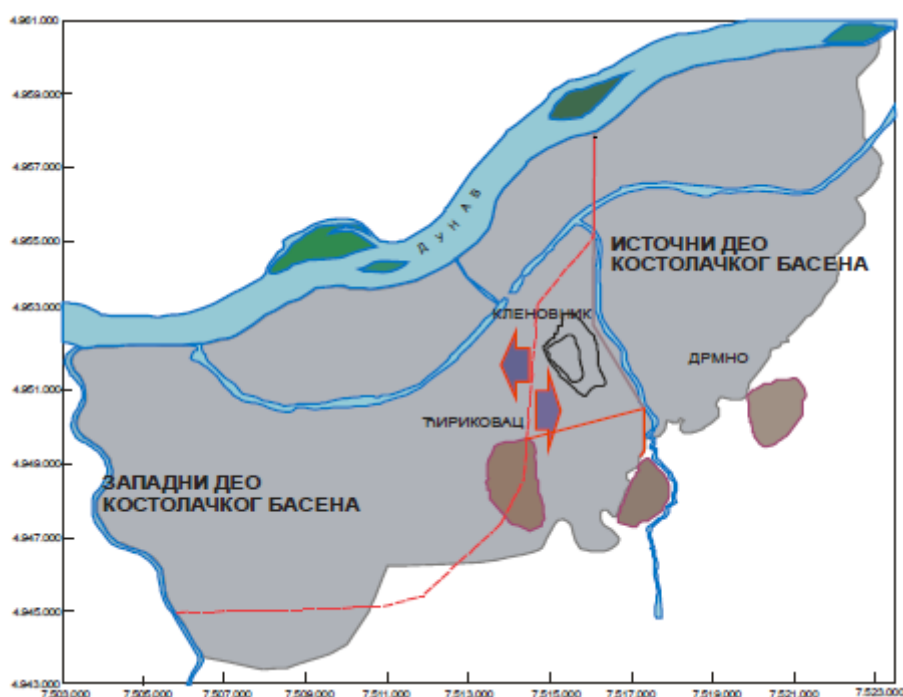 4.961.000
4.959.000
4.957.000
4.955.000
4.953.000
4.951.000
4.949.000
4.947.000
4.945.000
4.943.000
ДУНАВ
ИСТОЧНИ ДЕО
КОСТОЛАЧКОГ БАСЕНА
КЛЕНОВНИК
ДРМНО
ЋИРИКОВАЦ
ЗАПАДНИ ДЕО
КОСТОЛАЧКОГ БАСЕНА
7.503.000 7.505.000 7.507.000 7.509.000 7.511.000 7.513.000 7.515.000 7.517.000 7.519.000 7.521.000 7.523.000